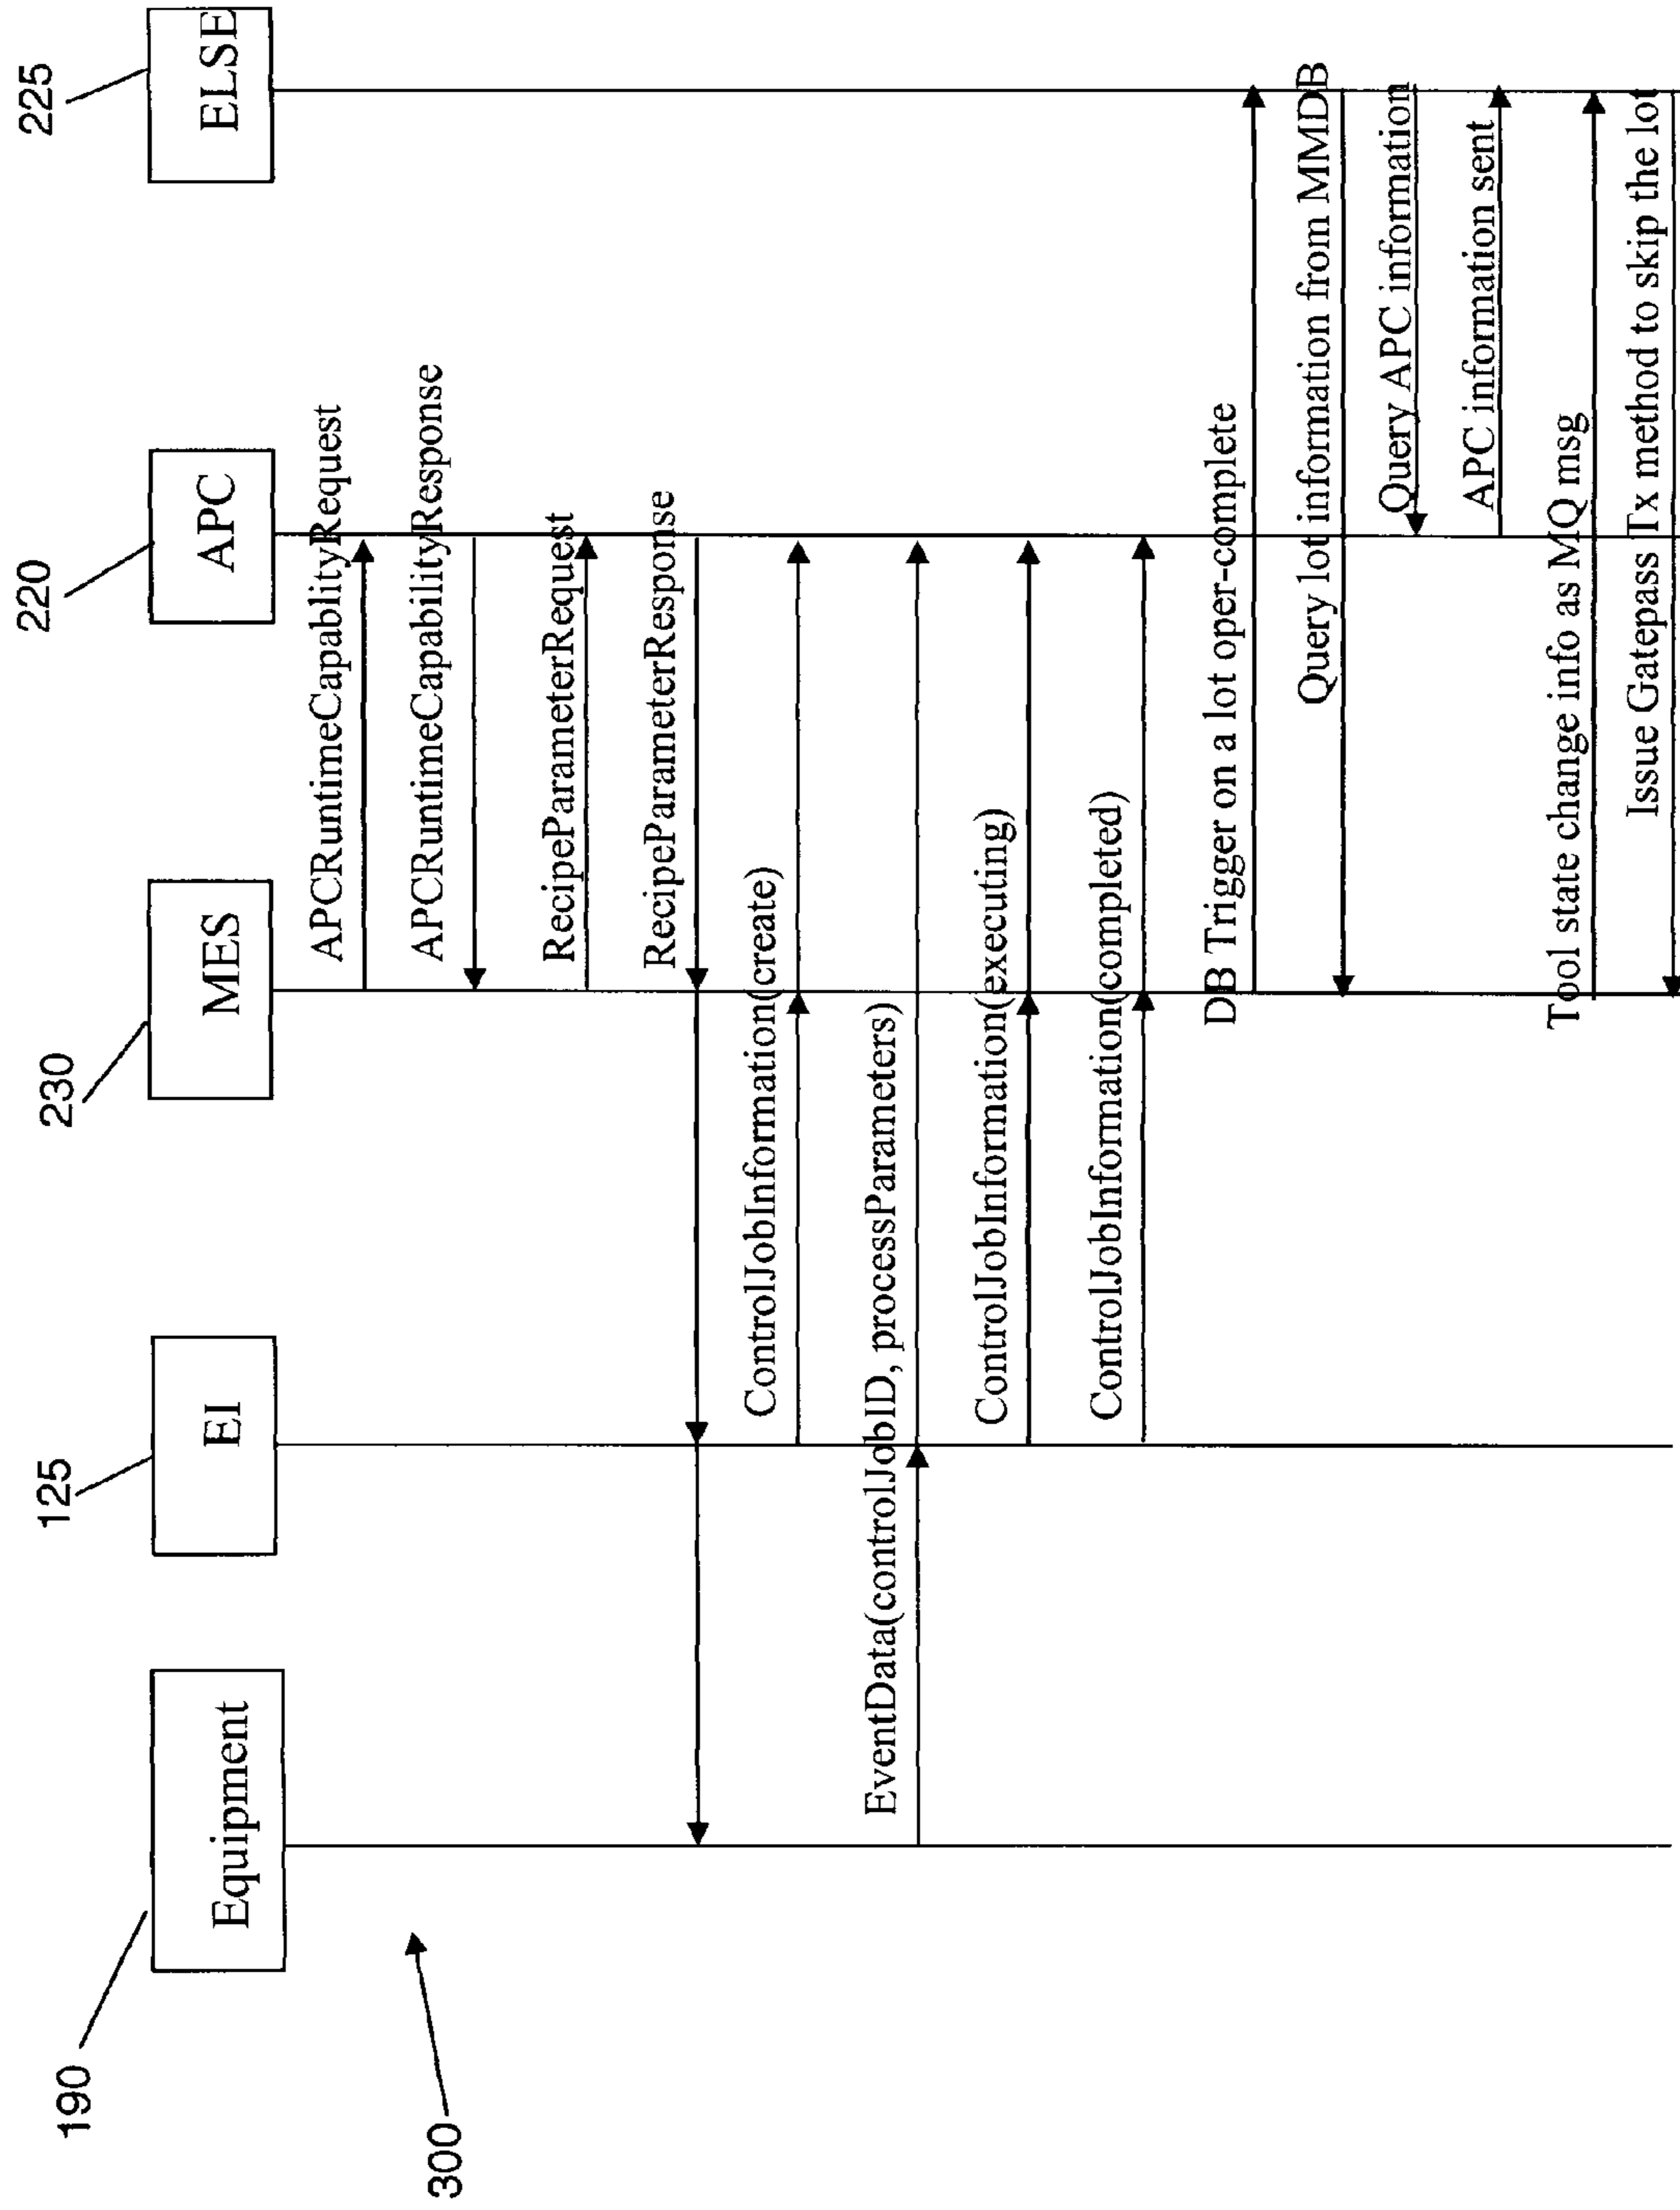 190
125
230
220
225
Equipment
EI
MES
APC
ELSE
300
APCRuntimeCapabliltyRequest
APCRuntimeCapabilityResponse
RecipeParameterRequest
RecipeParameterResponse
ControlJobInformation(create)
EventData(controlJobID, processParameters)
ControlJobInformation(executing)
ControlJobInformation(completed)
DB Trigger on a lot oper-complete
Query lot information from MMDB
Query APC information
APC information sent
Tool state change info as MQ msg
Issue Gatepass Tx method to skip the lot